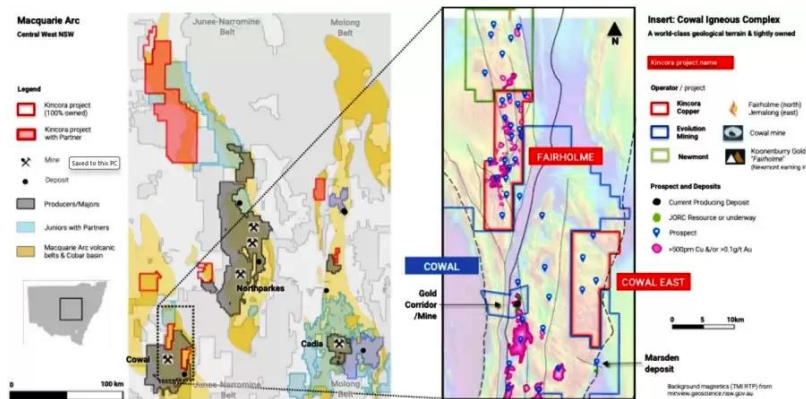 Macquarie Arc
Central West NSW
Legend
Kincora project
(100% owned)
Kincora project
with Partner
Mine
Saved to this PC
Deposit
Producers/Majors
Juniors with Partners
Macquarie Arc volcanic
belts & Cobar basin
0
100 km
Junee-Narromine
Belt
Molong
Belt
Northparkes
Cowal
Cadia
Junee-Narromine
Belt
Molong
Belt
N
FAIRHOLME
COWAL
Gold
Corridor
/Mine
COWAL EAST
Marsden
deposit
Insert: Cowal Igneous Complex
A world-class geological terrain & tightly owned
Kincora project name
Operator / project
Kincora
Copper
Evolution
Mining
Newmont
Fairholme (north)
Jemalong (east)
Cowal mine
Koonenburry Gold
"Fairholme"
(Newmont earning in
Prospect and Deposits
Current Producing Deposit
JORC Resource or underway
Prospect
>500pm Cu &/or >0.1g/t Au
0 5 10km
Background magnetics (TMI RTP) from
minview.geoscience.nsw.gov.au